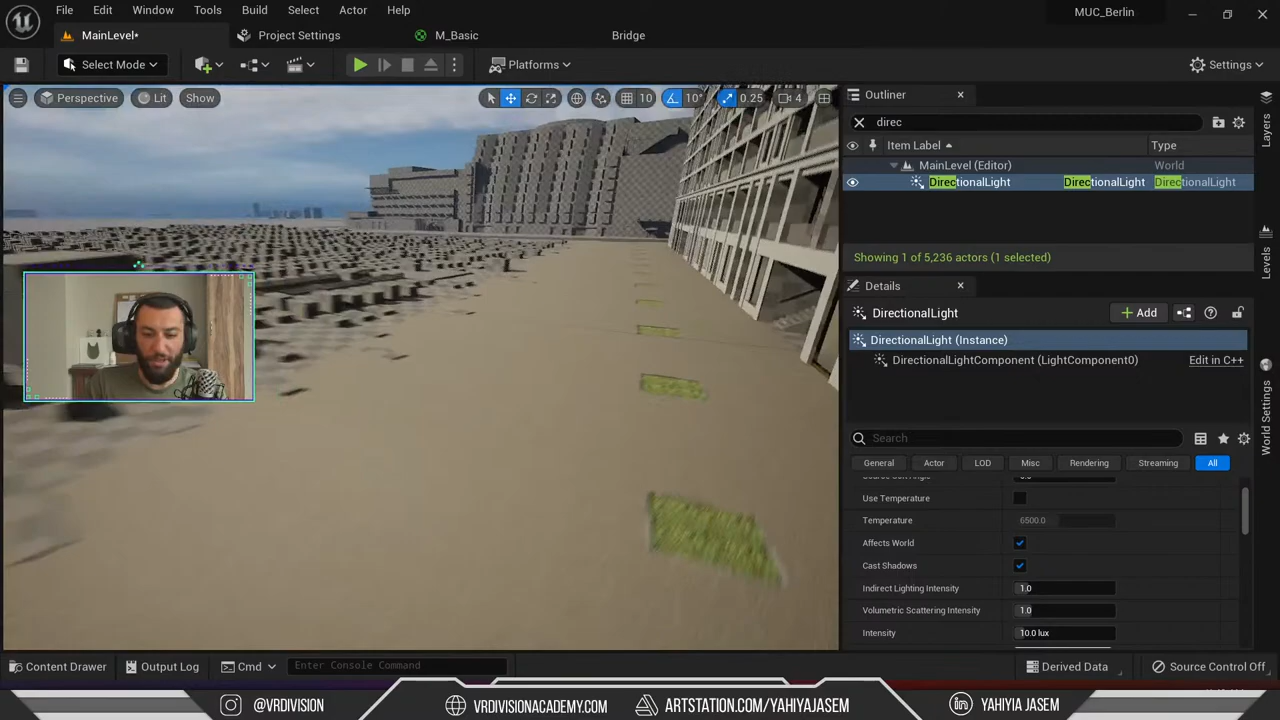 File Edit Window Tools Build Select Actor Help
MUC_Berlin
MainLevel* Project Settings M_Basic Bridge
Select Mode Platforms Settings
Perspective Lit Show 10 10° 0.25 4
Outliner
direc
Item Label Type
MainLevel (Editor) World
DirectionalLight DirectionalLight DirectionalLight
Showing 1 of 5,236 actors (1 selected)
Details
DirectionalLight Add
DirectionalLight (Instance)
DirectionalLightComponent (LightComponent0) Edit in C++
Search
General Actor LOD Misc Rendering Streaming All
Use Temperature
Temperature 6500.0
Affects World
Cast Shadows
Indirect Lighting Intensity 1.0
Volumetric Scattering Intensity 1.0
Intensity 10.0 lux
Layers
Levels
World Settings
Content Drawer Output Log Cmd Enter Console Command Derived Data Source Control Off
@VRDIVISION VRDIVISIONACADEMY.COM ARTSTATION.COM/YAHIYAJASEM YAHIYIA JASEM